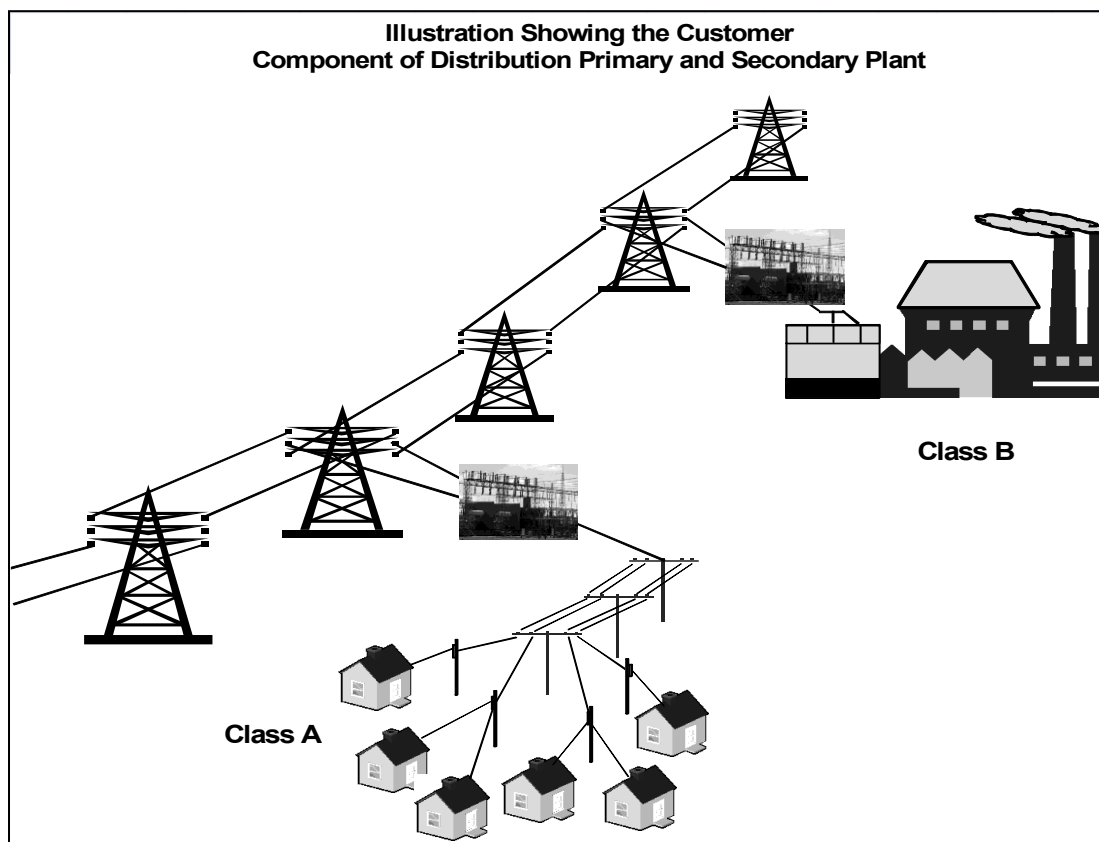 Illustration Showing the Customer
Component of Distribution Primary and Secondary Plant
Class B
Class A